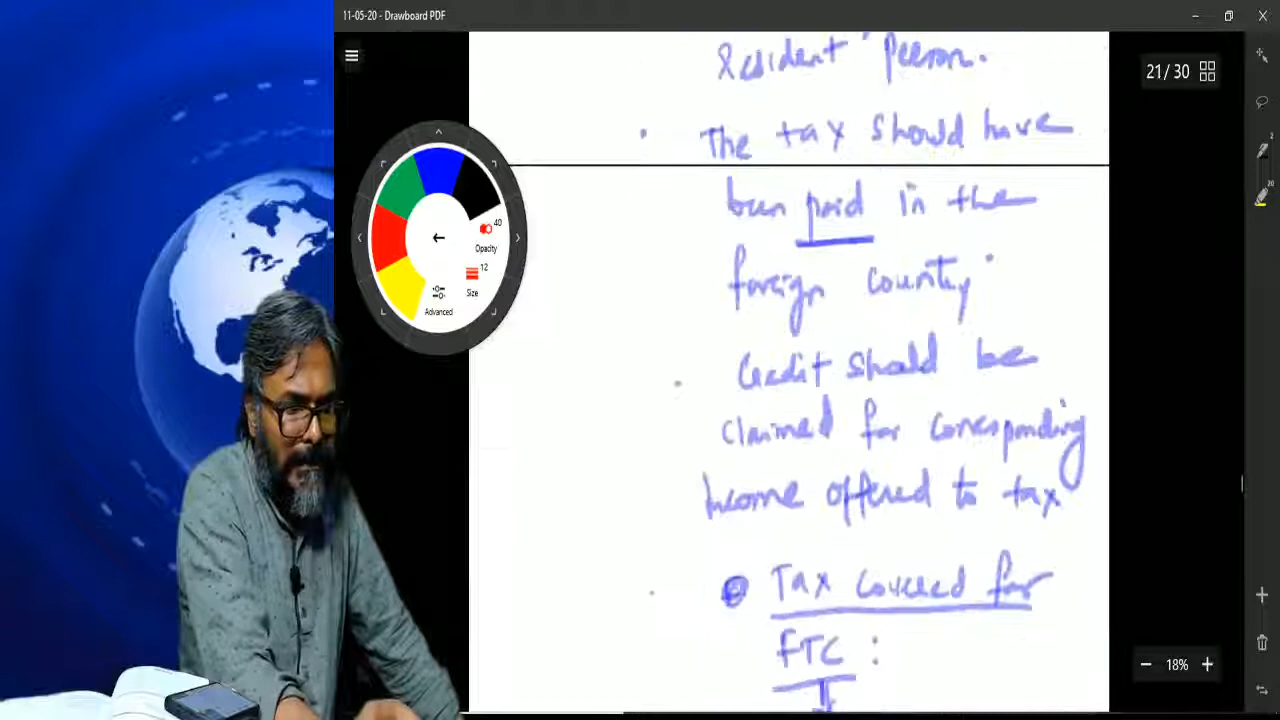 11-05-20 - Drawboard PDF
21 / 30
Resident Person.
The tax should have
been paid in the
foreign country
Credit should be
claimed for corresponding
Income offered to tax
Tax covered for
FTC :
40
Opacity
12
Size
Advanced
2
20
18%